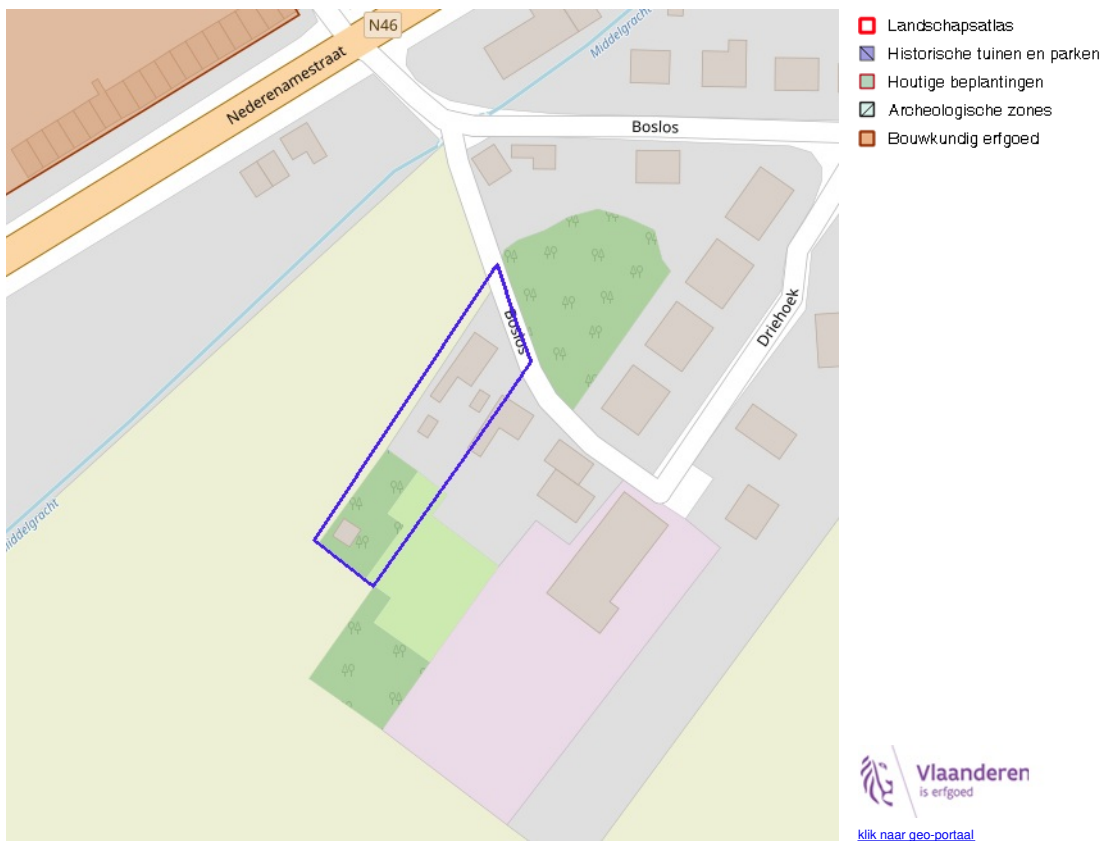 N46
Middelgracht
Nederenamestraat
Boslos
Boslos
Driehoek
Middelgracht
Landschapsatlas
Historische tuinen en parken
Houtige beplantingen
Archeologische zones
Bouwkundig erfgoed
Vlaanderen
is erfgoed
klik naar geo-portaal